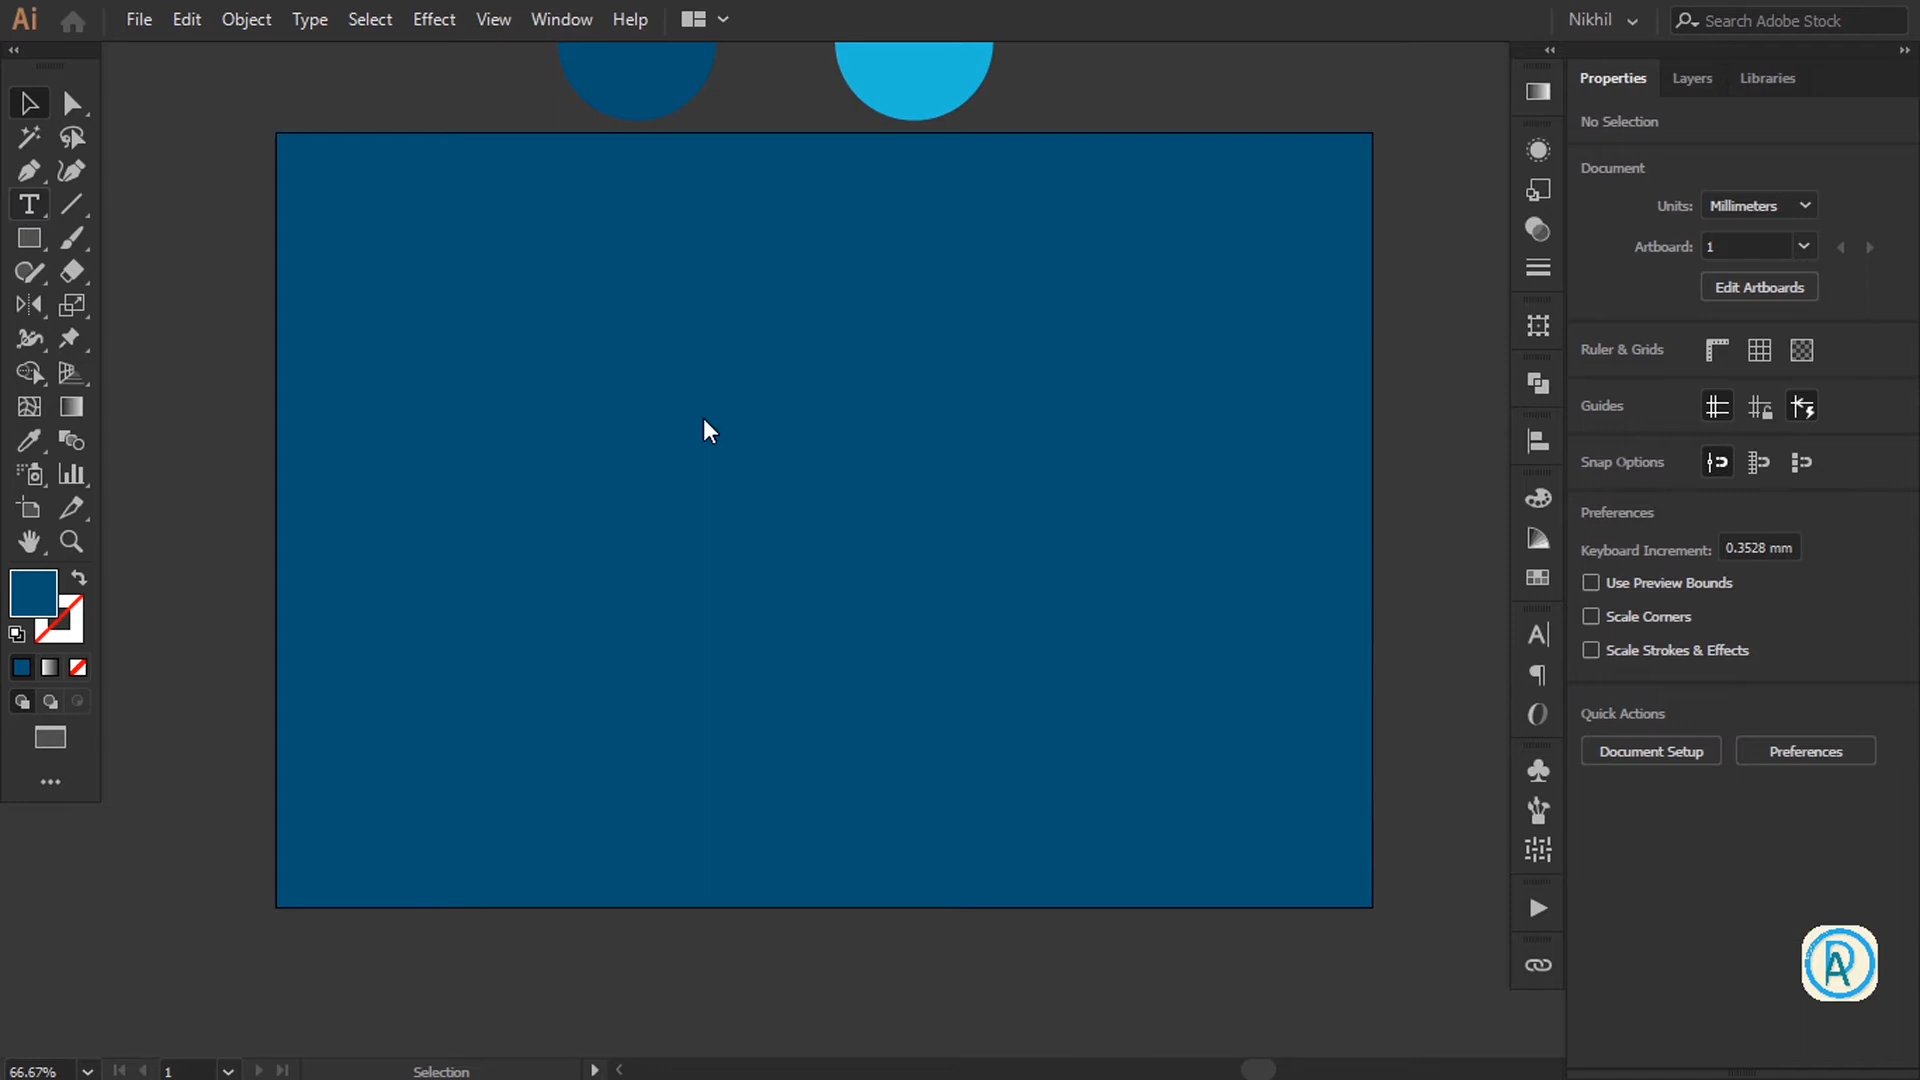 Ai File Edit Object Type Select Effect View Window Help Nikhil Search Adobe Stock
Properties Layers Libraries
No Selection
Document
Units: Millimeters
Artboard: 1
Edit Artboards
Ruler & Grids
Guides
Snap Options
Preferences
Keyboard Increment: 0.3528 mm
Use Preview Bounds
Scale Corners
Scale Strokes & Effects
Quick Actions
Document Setup Preferences
66.67% 1 Selection